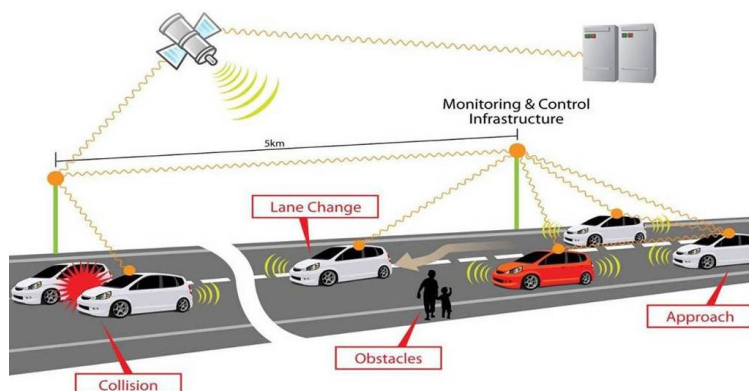 Monitoring & Control
Infrastructure
5km
Lane Change
Approach
Obstacles
Collision